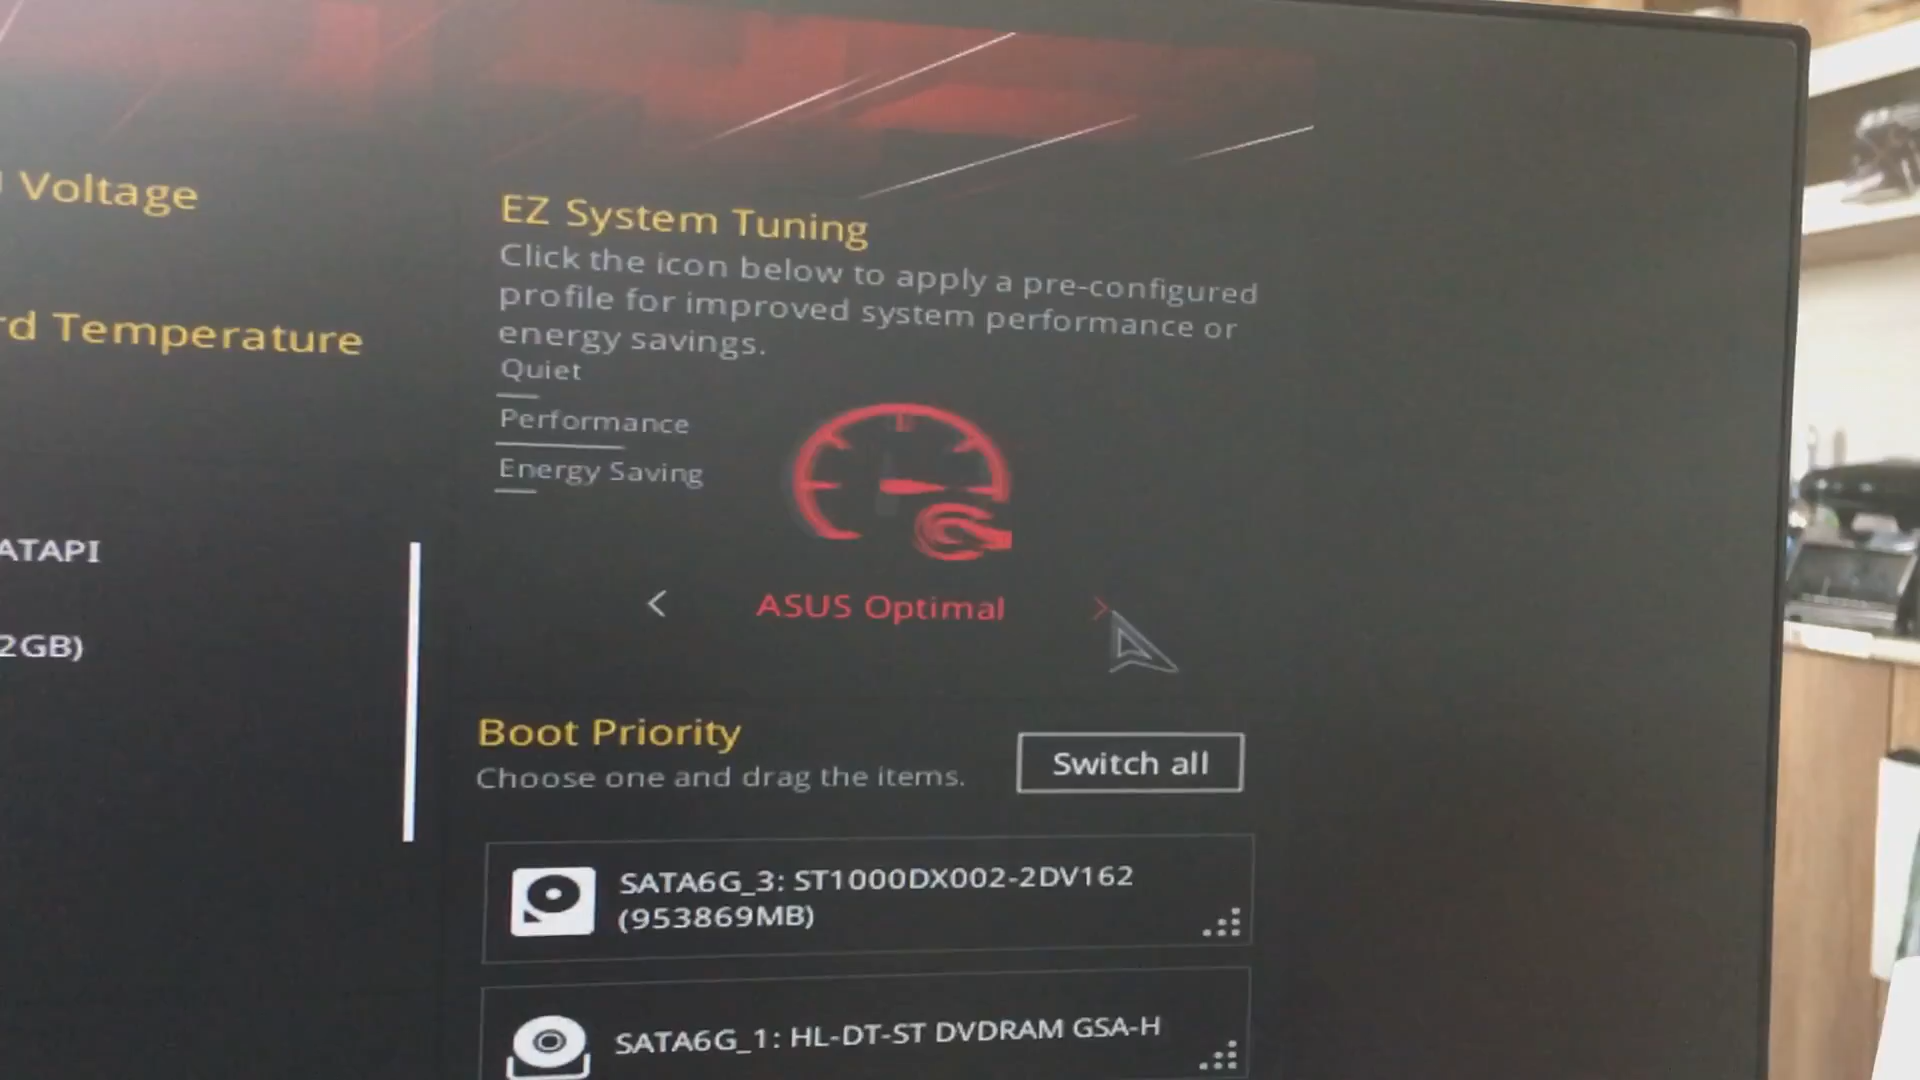 Voltage
rd Temperature
ATAPI
2GB)
EZ System Tuning
Click the icon below to apply a pre-configured
profile for improved system performance or
energy savings.
Quiet
Performance
Energy Saving
ASUS Optimal
Boot Priority
Choose one and drag the items.
Switch all
SATA6G_3: ST1000DX002-2DV162
(953869MB)
SATA6G_1: HL-DT-ST DVDRAM GSA-H